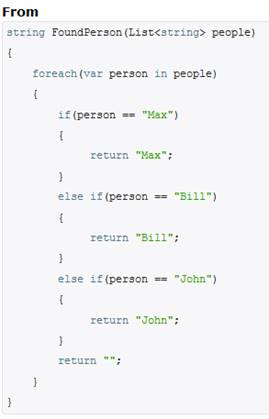 From
string FoundPerson(List<string> people)
{
foreach(var person in people)
{
if(person == "Max")
{
return "Max";
}
else if(person == "Bill")
{
return "Bill";
}
else if(person == "John")
{
return "John";
}
return "";
}
}